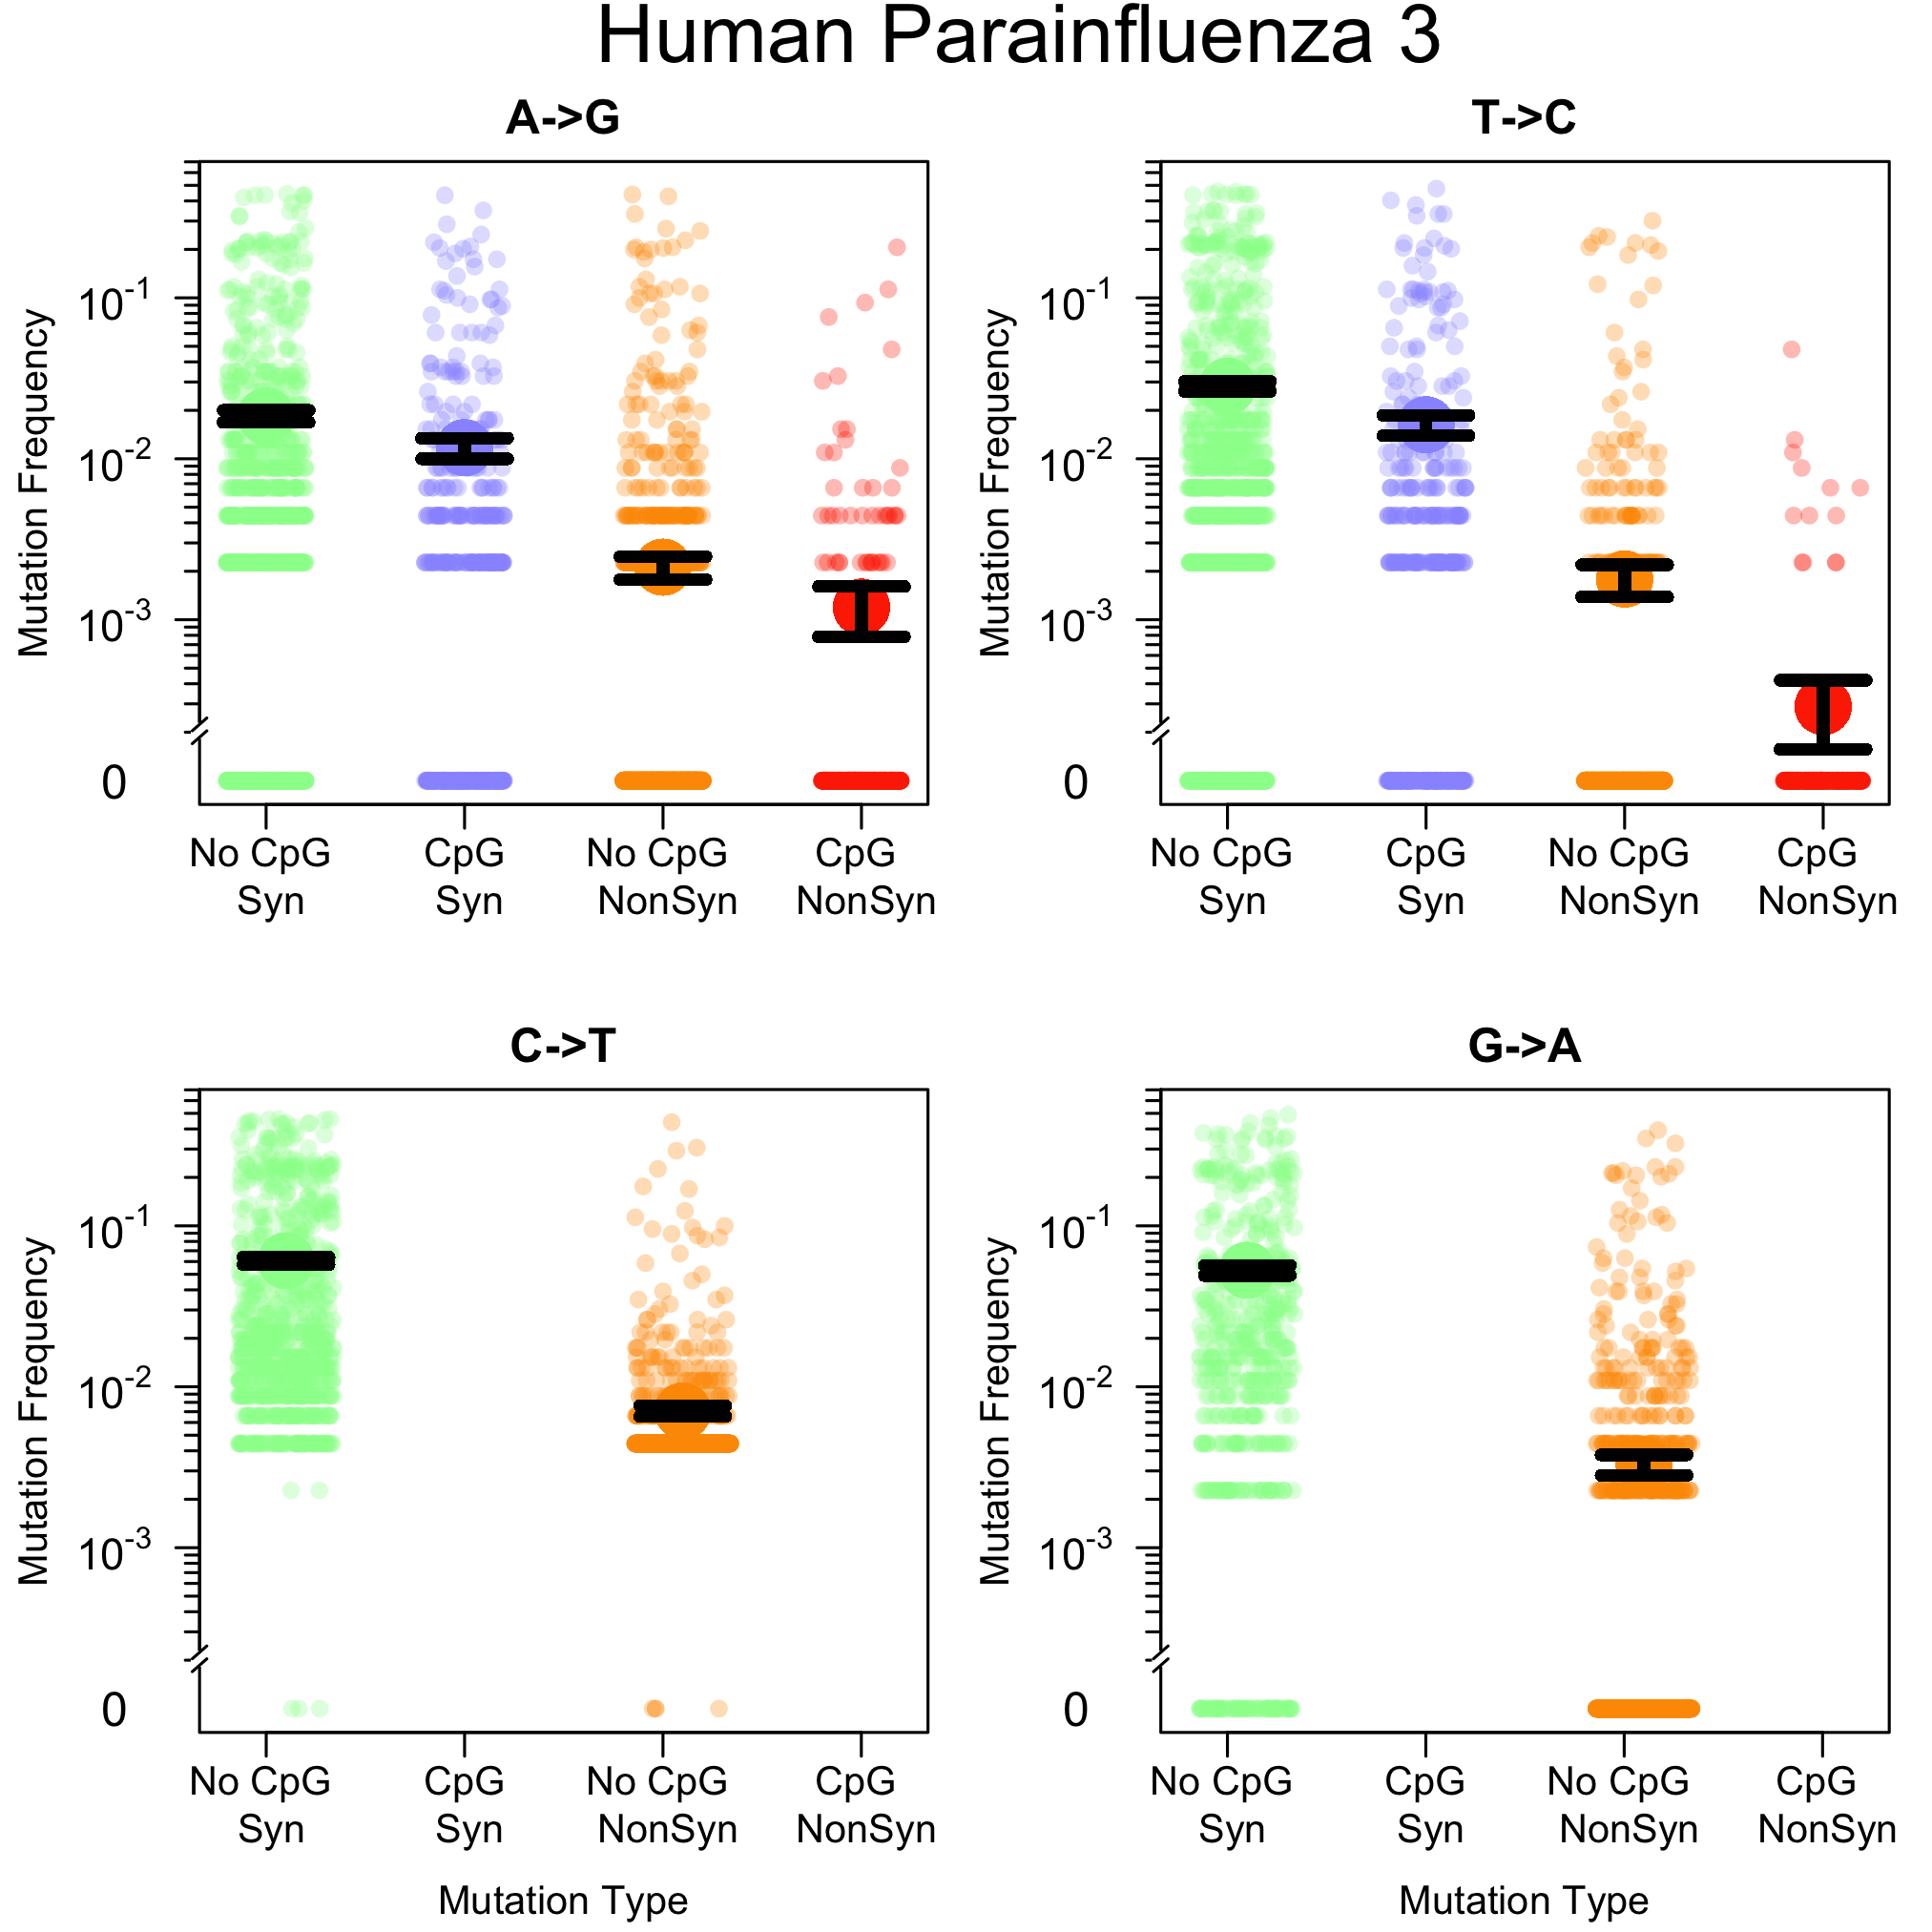 Human Parainfluenza 3
A->G
Mutation Frequency
10-1
10-2
10-3
0
No CpG CpG No CpG CpG
Syn Syn NonSyn NonSyn
T->C
Mutation Frequency
10-1
10-2
10-3
0
No CpG CpG No CpG CpG
Syn Syn NonSyn NonSyn
C->T
Mutation Frequency
10-1
10-2
10-3
0
No CpG CpG No CpG CpG
Syn Syn NonSyn NonSyn
Mutation Type
G->A
Mutation Frequency
10-1
10-2
10-3
0
No CpG CpG No CpG CpG
Syn Syn NonSyn NonSyn
Mutation Type